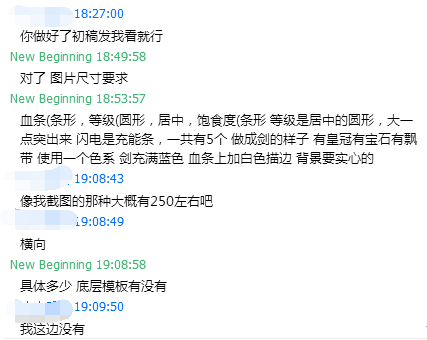 18:27:00
你做好了初稿发我看就行
New Beginning 18:49:58
对了 图片尺寸要求
New Beginning 18:53:57
血条(条形，等级(圆形，居中，饱食度(条形 等级是居中的圆形，大一
点突出来 闪电是充能条，一共有5个 做成剑的样子 有皇冠有宝石有飘
带 使用一个色系 剑充满蓝色 血条上加白色描边 背景要实心的
19:08:43
像我截图的那种大概有250左右吧
19:08:49
横向
New Beginning 19:08:58
具体多少 底层模板有没有
19:09:50
我这边没有